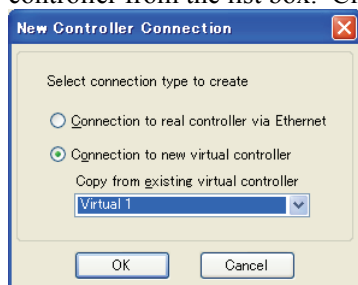 controller from the list box. Cl
New Controller Connection
Select connection type to create
Connection to real controller via Ethernet
Connection to new virtual controller
Copy from existing virtual controller
Virtual 1
OK
Cancel